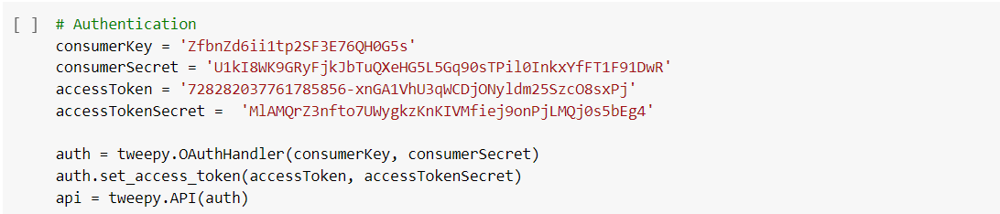 [ ] # Authentication
consumerKey = 'ZfbnZd6ii1tp2SF3E76QH0G5s'
consumerSecret = 'U1kI8WK9GRyFjkJbTuQXeHG5L5Gq90sTPil0InkxYfFT1F91DwR'
accessToken = '728282037761785856-xnGA1VhU3qWCDjONyldm25SzcO8sxPj'
accessTokenSecret =  'MlAMQrZ3nfto7UWygkzKnKIVMfiej9onPjLMQj0s5bEg4'
auth = tweepy.OAuthHandler(consumerKey, consumerSecret)
auth.set_access_token(accessToken, accessTokenSecret)
api = tweepy.API(auth)